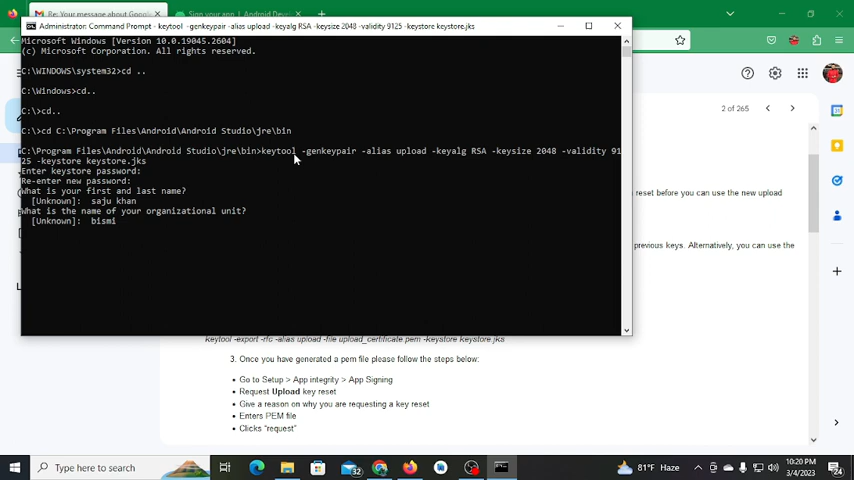 Re: Your message about G
Sign your app | Android De
Administrator: Command Prompt - keytool -genkeypair -alias upload -keyalg RSA -keysize 2048 -validity 9125 -keystore keystore.jks
Microsoft Windows [Version 10.0.19045.2604]
(c) Microsoft Corporation. All rights reserved.
C:\WINDOWS\system32>cd ..
C:\Windows>cd..
C:\>cd..
C:\>cd C:\Program Files\Android\Android Studio\jre\bin
C:\Program Files\Android\Android Studio\jre\bin>keytool -genkeypair -alias upload -keyalg RSA -keysize 2048 -validity 91
25 -keystore keystore.jks
Enter keystore password:
Re-enter new password:
What is your first and last name?
[Unknown]: saju khan
What is the name of your organizational unit?
[Unknown]: bismi
2 of 265
reset before you can use the new upload
previous keys. Alternatively, you can use the
keytool -export -rfc -alias upload -file upload_certificate.pem -keystore keystore.jks
3. Once you have generated a pem file please follow the steps below:
• Go to Setup > App integrity > App Signing
• Request Upload key reset
• Give a reason on why you are requesting a key reset
• Enters PEM file
• Clicks "request"
Type here to search
32
81°F Haze
10:20 PM
3/4/2023
24